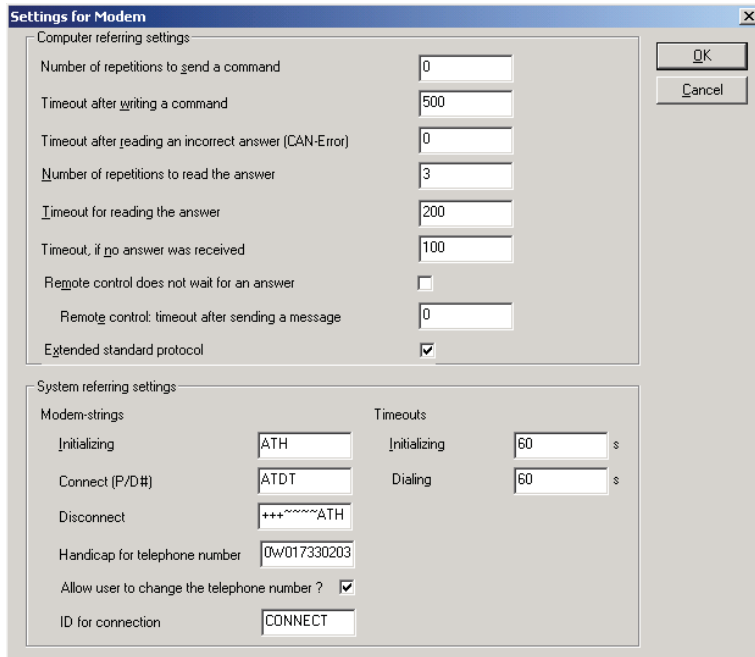 Settings for Modem
Computer referring settings
OK
Number of repetitions to send a command 0
Cancel
Timeout after writing a command 500
Timeout after reading an incorrect answer (CAN-Error) 0
Number of repetitions to read the answer 3
Timeout for reading the answer 200
Timeout, if no answer was received 100
Remote control does not wait for an answer
Remote control: timeout after sending a message 0
Extended standard protocol
System referring settings
Modem-strings Timeouts
Initializing ATH Initializing 60 s
Connect (P/D#) ATDT Dialing 60 s
Disconnect +++~~~~ATH
Handicap for telephone number 0W017330203
Allow user to change the telephone number ?
ID for connection CONNECT